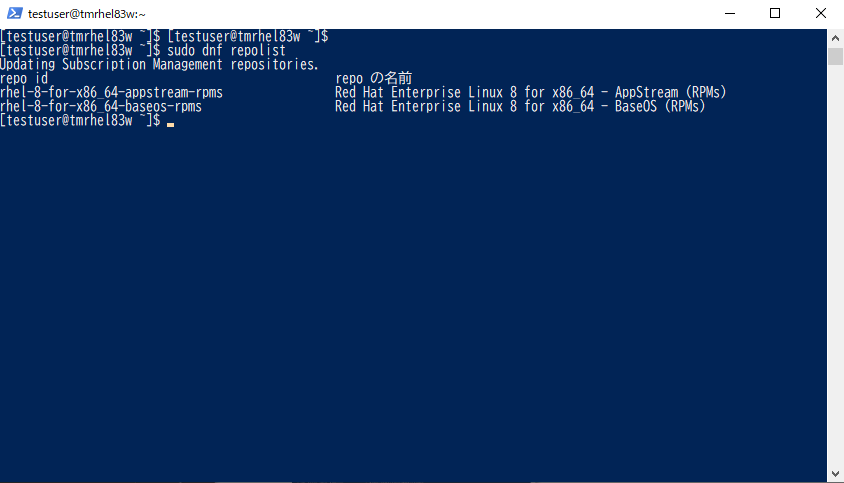 testuser@tmrhel83w:~
[testuser@tmrhel83w ~]$ [testuser@tmrhel83w ~]$
[testuser@tmrhel83w ~]$ sudo dnf repolist
Updating Subscription Management repositories.
repo id                                   repo の名前
rhel-8-for-x86_64-appstream-rpms          Red Hat Enterprise Linux 8 for x86_64 - AppStream (RPMs)
rhel-8-for-x86_64-baseos-rpms             Red Hat Enterprise Linux 8 for x86_64 - BaseOS (RPMs)
[testuser@tmrhel83w ~]$